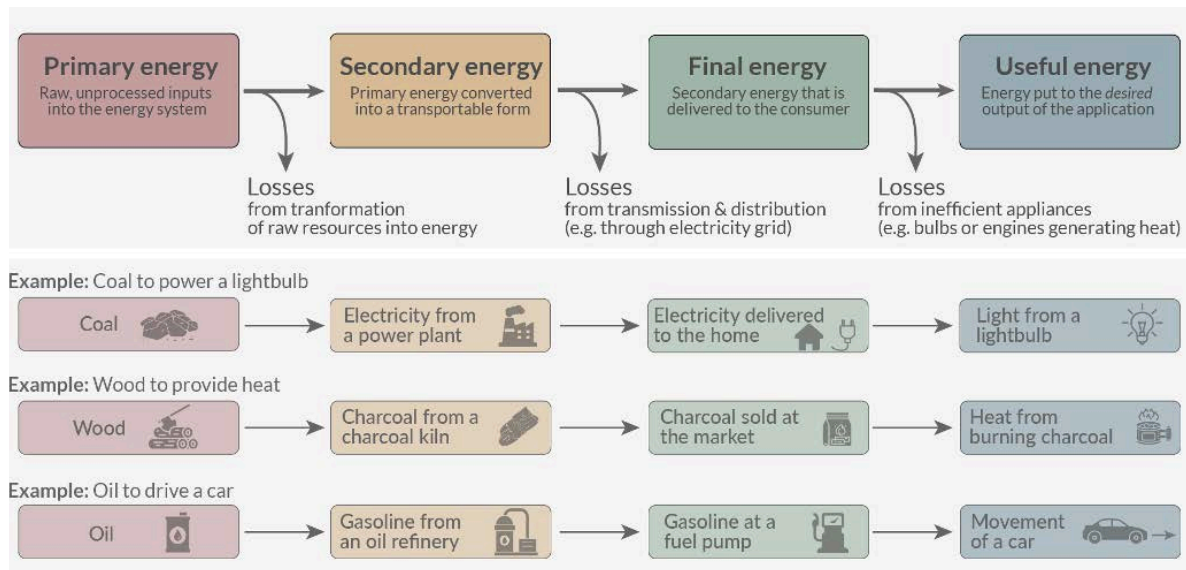 Primary energy
Raw, unprocessed inputs
into the energy system
Secondary energy
Primary energy converted
into a transportable form
Final energy
Secondary energy that is
delivered to the consumer
Useful energy
Energy put to the desired
output of the application
Losses
from tranformation
of raw resources into energy
Losses
from transmission & distribution
(e.g. through electricity grid)
Losses
from inefficient appliances
(e.g. bulbs or engines generating heat)
Example: Coal to power a lightbulb
Coal
Electricity from
a power plant
Electricity delivered
to the home
Light from a
lightbulb
Example: Wood to provide heat
Wood
Charcoal from a
charcoal kiln
Charcoal sold at
the market
Heat from
burning charcoal
Example: Oil to drive a car
Oil
Gasoline from
an oil refinery
Gasoline at a
fuel pump
Movement
of a car